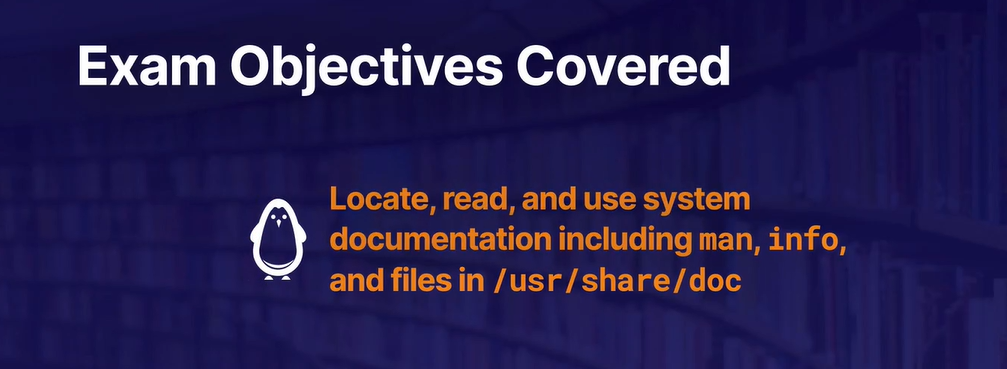 Exam Objectives Covered
Locate, read, and use system
documentation including man, info,
and files in /usr/share/doc